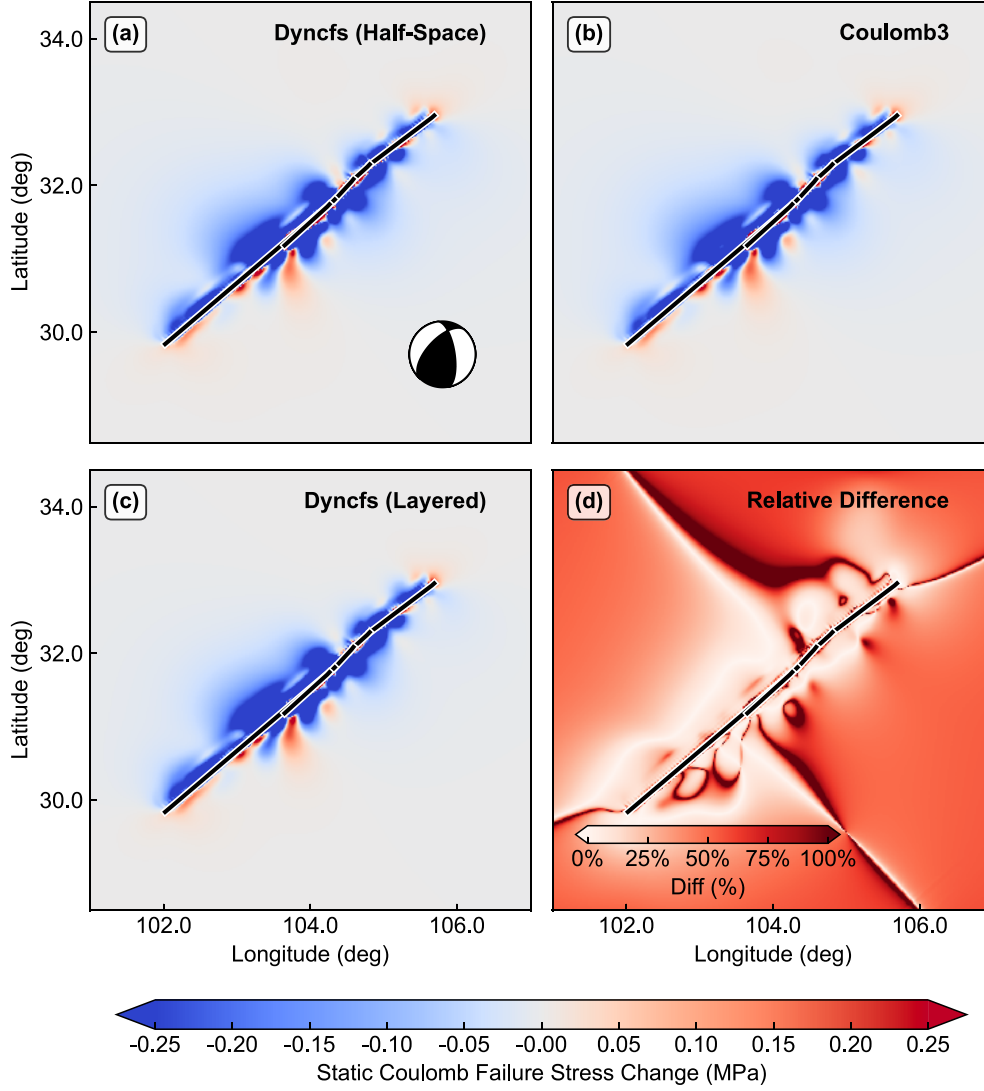 (a) Dyncfs (Half-Space)
(b) Coulomb3
34.0
32.0
30.0
Latitude (deg)
(c) Dyncfs (Layered)
(d) Relative Difference
34.0
32.0
30.0
Latitude (deg)
0% 25% 50% 75% 100%
Diff (%)
102.0 104.0 106.0
102.0 104.0 106.0
Longitude (deg)
Longitude (deg)
-0.25 -0.20 -0.15 -0.10 -0.05 -0.00 0.05 0.10 0.15 0.20 0.25
Static Coulomb Failure Stress Change (MPa)